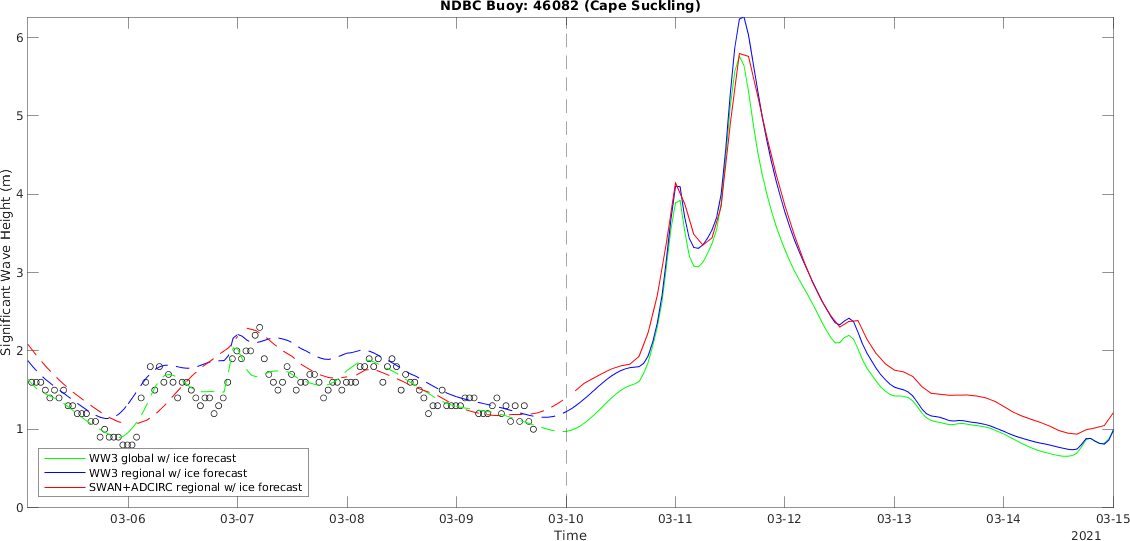 NDBC Buoy: 46082 (Cape Suckling)
Significant Wave Height (m)
6
5
4
3
2
1
0
WW3 global w/ ice forecast
WW3 regional w/ ice forecast
SWAN+ADCIRC regional w/ ice forecast
03-06 03-07 03-08 03-09 03-10 03-11 03-12 03-13 03-14 03-15
Time
2021